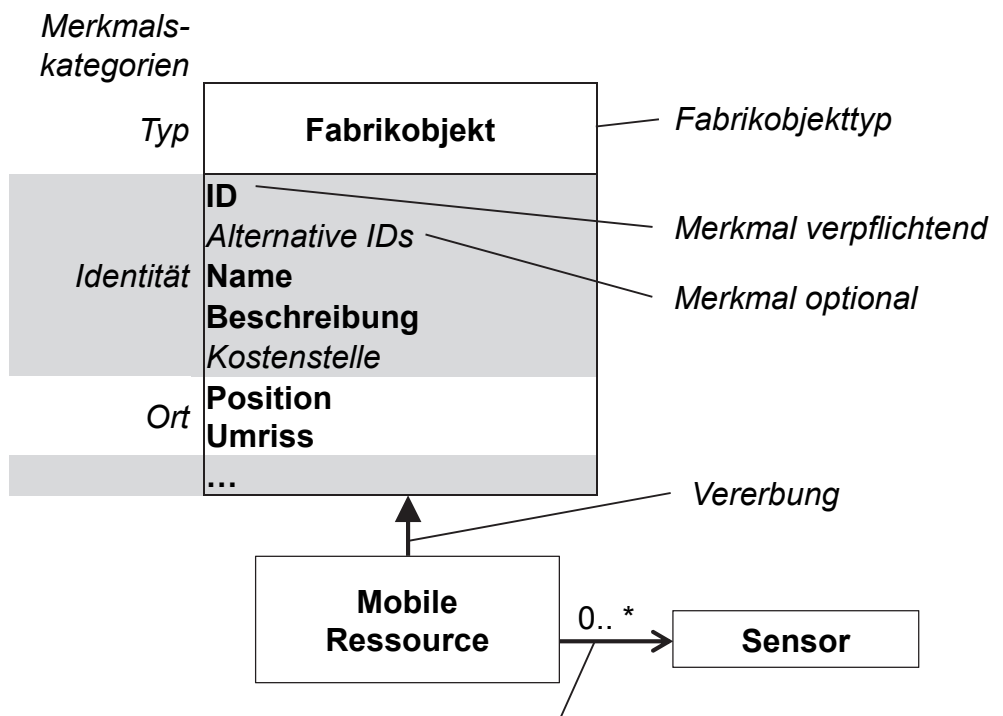 Merkmals-
kategorien
Typ
Fabrikobjekt
Fabrikobjekttyp
ID
Alternative IDs
Merkmal verpflichtend
Identität
Name
Merkmal optional
Beschreibung
Kostenstelle
Ort
Position
Umriss
...
Vererbung
Mobile
Ressource
0.. *
Sensor